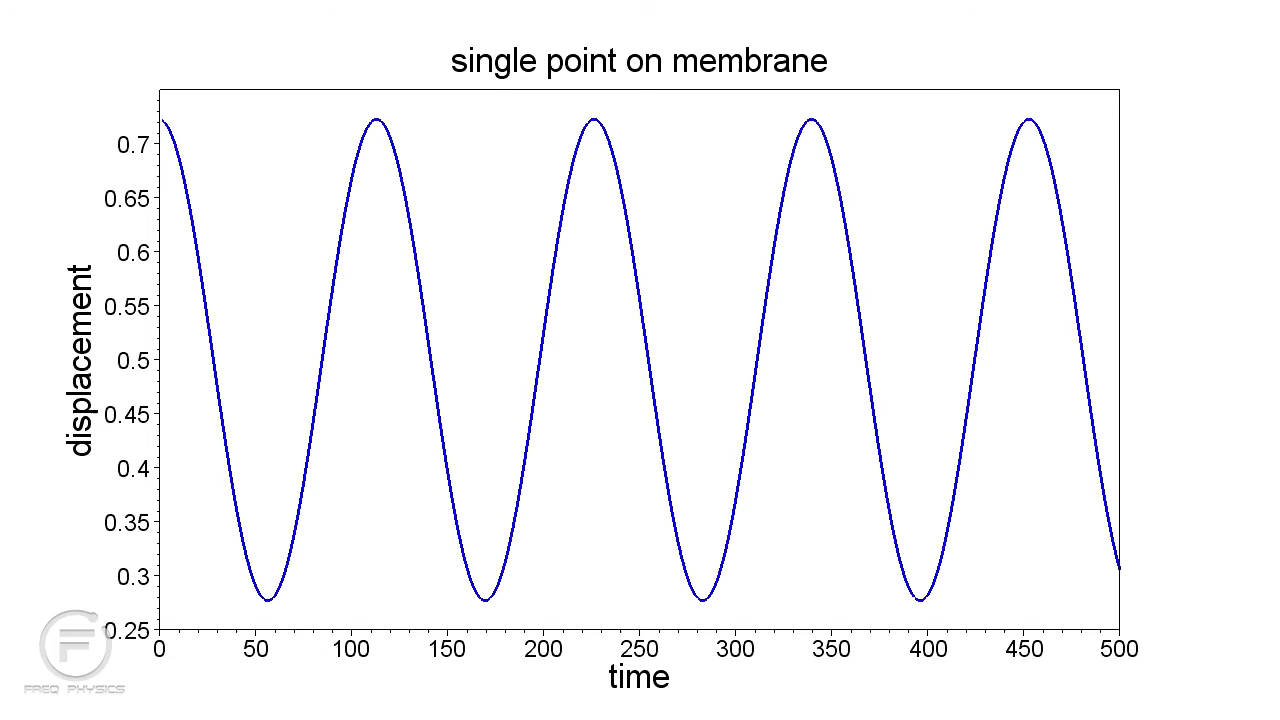 single point on membrane
displacement
0.7
0.65
0.6
0.55
0.5
0.45
0.4
0.35
0.3
0.25
0 50 100 150 200 250 300 350 400 450 500
time
FREQ PHYSICS